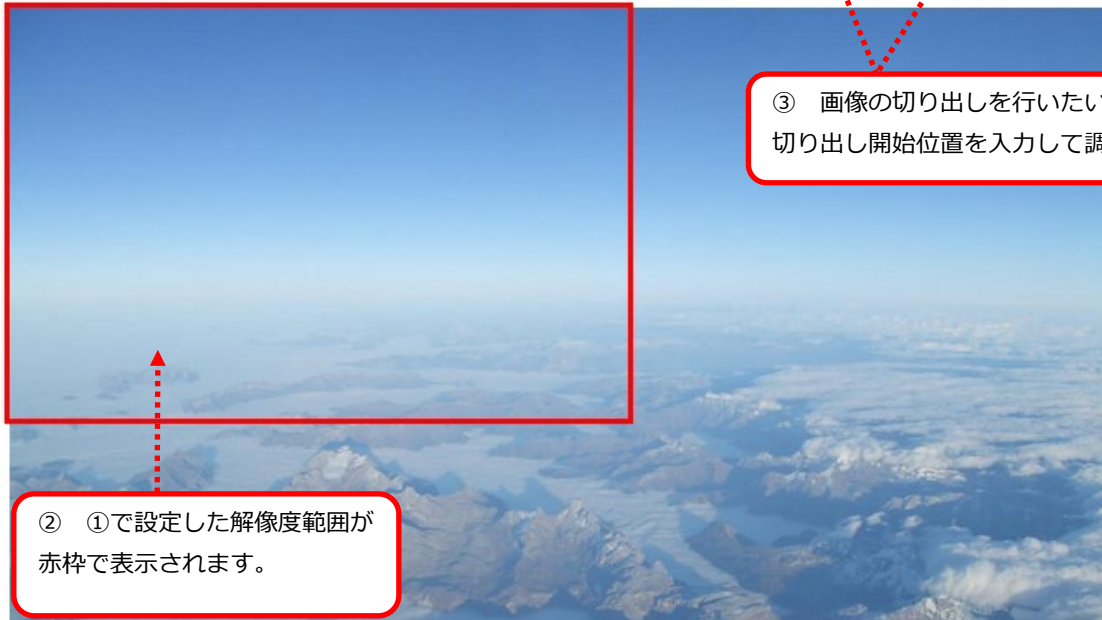 ③ 画像の切り出しを行いたい
切り出し開始位置を入力して調
② ①で設定した解像度範囲が
赤枠で表示されます。